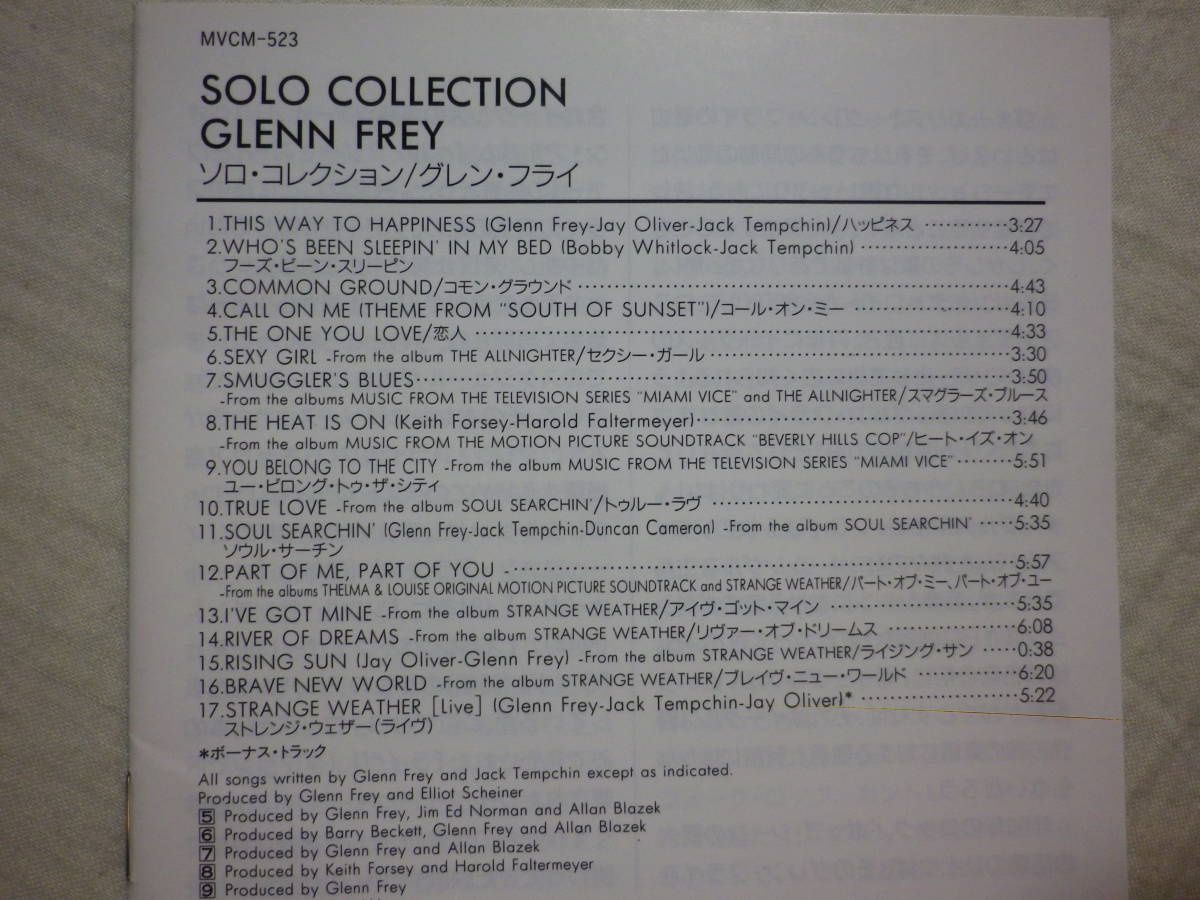 MVCM-523
SOLO COLLECTION
GLENN FREY
ソロ・コレクション/グレン・フライ
1.THIS WAY TO HAPPINESS (Glenn Frey-Jay Oliver-Jack Tempchin)/ハッピネス …………3:27
2.WHO'S BEEN SLEEPIN' IN MY BED (Bobby Whitlock-Jack Tempchin) ……………………4:05
フーズ・ビーン・スリーピン
3.COMMON GROUND/コモン・グラウンド ……………………………………………………4:43
4.CALL ON ME (THEME FROM "SOUTH OF SUNSET")/コール・オン・ミー ………………4:10
5.THE ONE YOU LOVE/恋人 ……………………………………………………………………4:33
6.SEXY GIRL -From the album THE ALLNIGHTER/セクシー・ガール ……………………………3:30
7.SMUGGLER'S BLUES……………………………………………………………………………3:50
-From the albums MUSIC FROM THE TELEVISION SERIES "MIAMI VICE" and THE ALLNIGHTER/スマグラーズ・ブルース
8.THE HEAT IS ON (Keith Forsey-Harold Faltermeyer)……………………………………3:46
-From the album MUSIC FROM THE MOTION PICTURE SOUNDTRACK "BEVERLY HILLS COP"/ヒート・イズ・オン
9.YOU BELONG TO THE CITY -From the album MUSIC FROM THE TELEVISION SERIES "MIAMI VICE"………5:51
ユー・ビロング・トゥ・ザ・シティ
10.TRUE LOVE -From the album SOUL SEARCHIN'/トゥルー・ラヴ ……………………………4:40
11.SOUL SEARCHIN' (Glenn Frey-Jack Tempchin-Duncan Cameron) -From the album SOUL SEARCHIN' ……5:35
ソウル・サーチン
12.PART OF ME, PART OF YOU -……………………………………………………………5:57
-From the albums THELMA & LOUISE ORIGINAL MOTION PICTURE SOUNDTRACK and STRANGE WEATHER/パート・オブ・ミー、パート・オブ・ユー
13.I'VE GOT MINE -From the album STRANGE WEATHER/アイヴ・ゴット・マイン ……………………5:35
14.RIVER OF DREAMS -From the album STRANGE WEATHER/リヴァー・オブ・ドリームス ………………6:08
15.RISING SUN (Jay Oliver-Glenn Frey) -From the album STRANGE WEATHER/ライジング・サン ……0:38
16.BRAVE NEW WORLD -From the album STRANGE WEATHER/ブレイヴ・ニュー・ワールド …………6:20
17.STRANGE WEATHER [Live] (Glenn Frey-Jack Tempchin-Jay Oliver)* …………………5:22
ストレンジ・ウェザー(ライヴ)
*ボーナス・トラック
All songs written by Glenn Frey and Jack Tempchin except as indicated.
Produced by Glenn Frey and Elliot Scheiner
5 Produced by Glenn Frey, Jim Ed Norman and Allan Blazek
6 Produced by Barry Beckett, Glenn Frey and Allan Blazek
7 Produced by Glenn Frey and Allan Blazek
8 Produced by Keith Forsey and Harold Faltermeyer
9 Produced by Glenn Frey